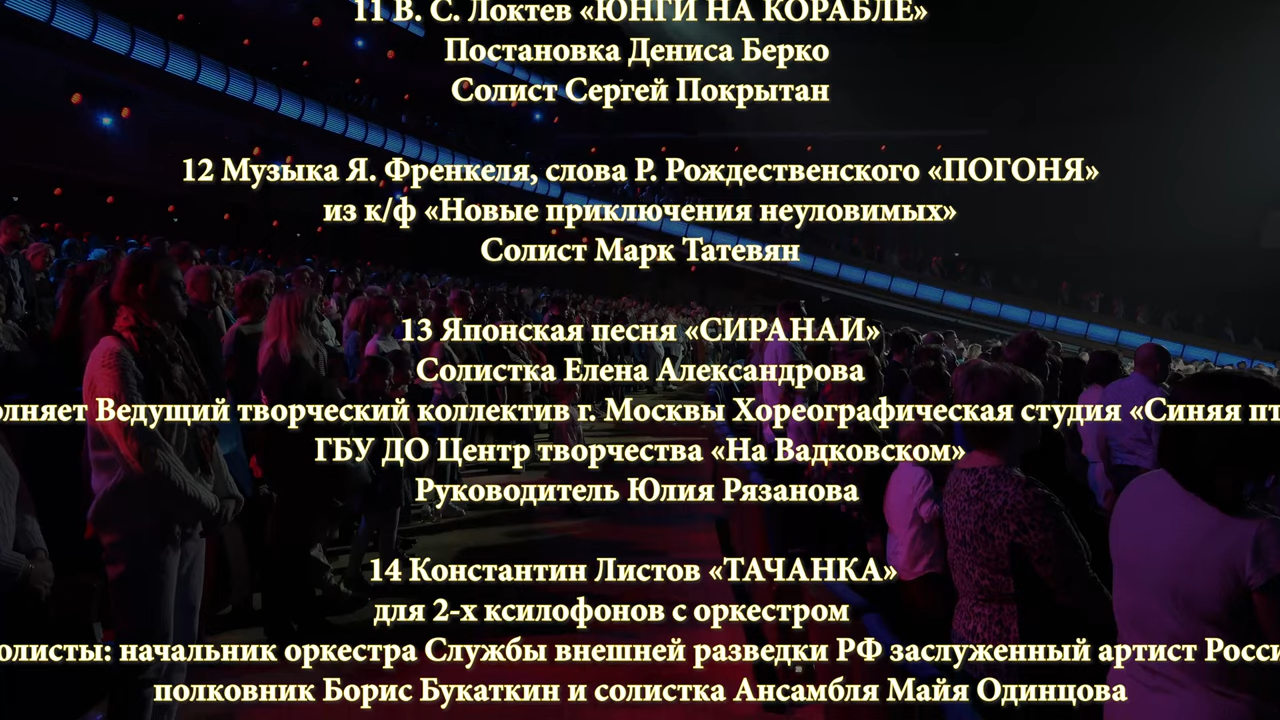 11 В. С. Локтев «ЮНГИ НА КОРАБЛЕ»
Постановка Дениса Берко
Солист Сергей Покрытан
12 Музыка Я. Френкеля, слова Р. Рождественского «ПОГОНЯ»
из к/ф «Новые приключения неуловимых»
Солист Марк Татевян
13 Японская песня «СИРАНАИ»
Солистка Елена Александрова
олняет Ведущий творческий коллектив г. Москвы Хореографическая студия «Синяя пт
ГБУ ДО Центр творчества «На Вадковском»
Руководитель Юлия Рязанова
14 Константин Листов «ТАЧАНКА»
для 2-х ксилофонов с оркестром
олисты: начальник оркестра Службы внешней разведки РФ заслуженный артист Росси
полковник Борис Букаткин и солистка Ансамбля Майя Одинцова